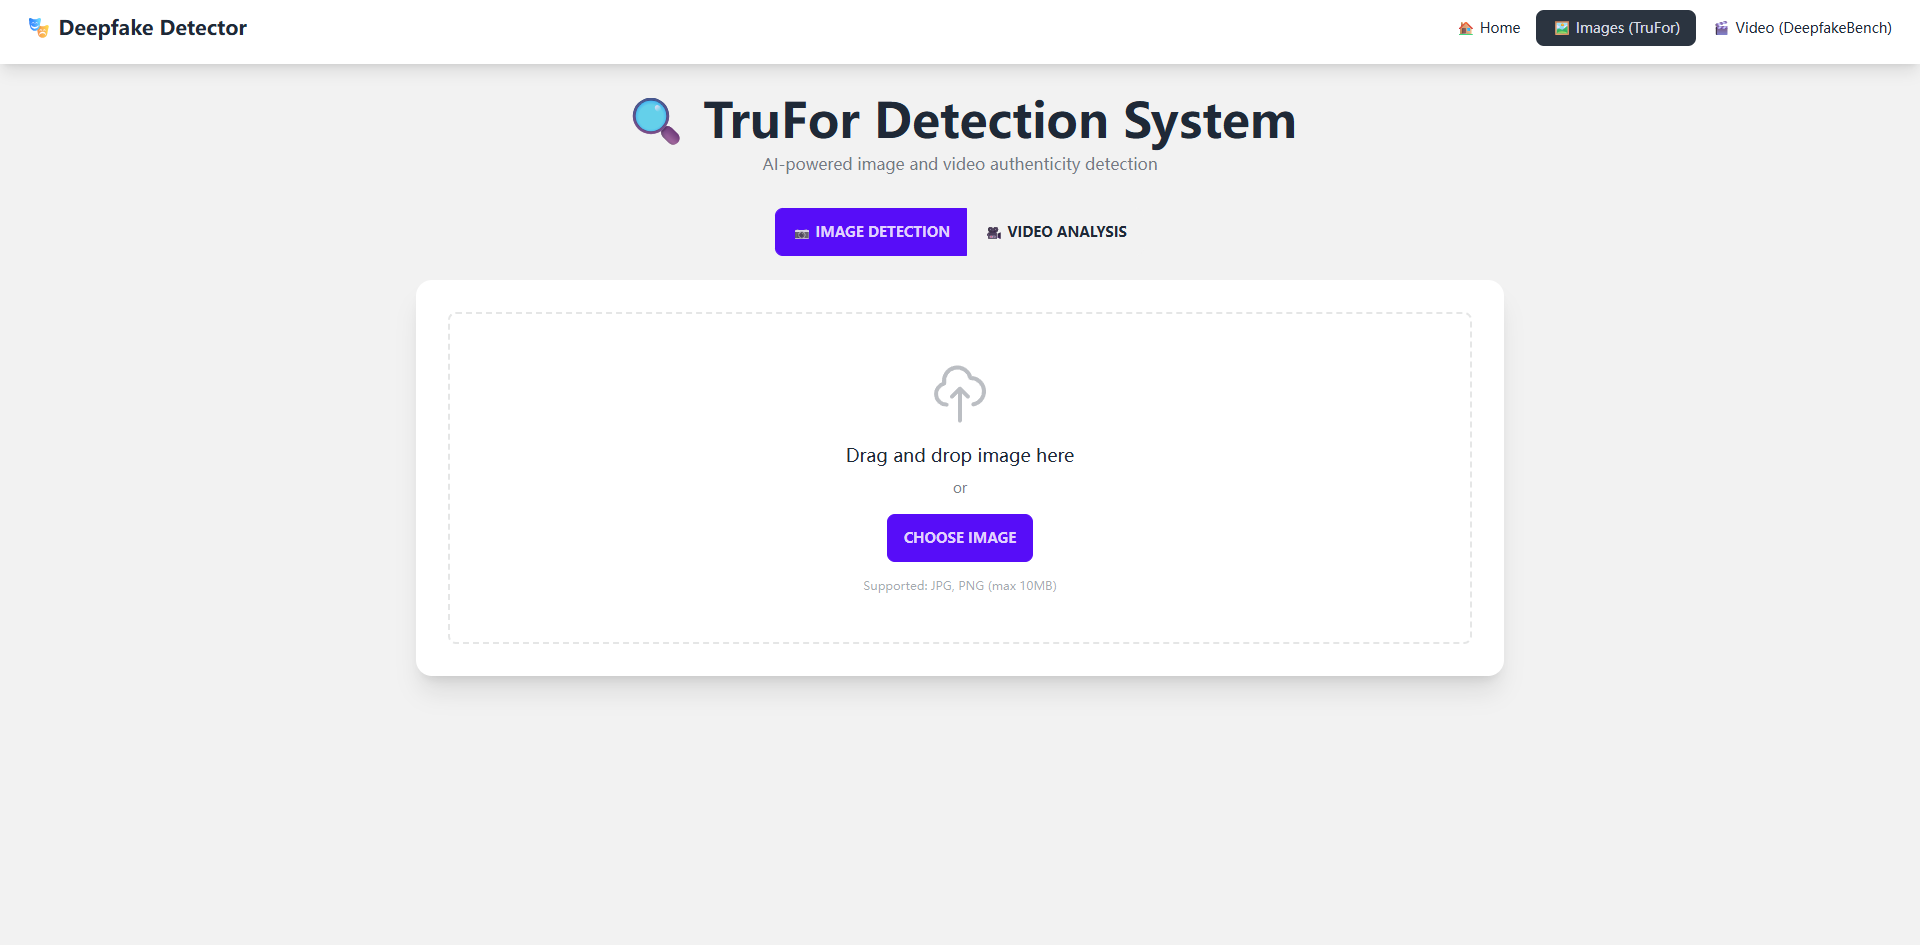 Deepfake Detector
Home
Images (TruFor)
Video (DeepfakeBench)
TruFor Detection System
AI-powered image and video authenticity detection
IMAGE DETECTION
VIDEO ANALYSIS
Drag and drop image here
or
CHOOSE IMAGE
Supported: JPG, PNG (max 10MB)